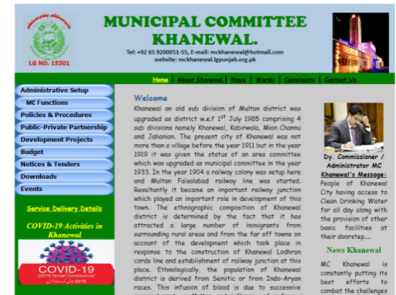 MUNICIPAL COMMITTEE
KHANEWAL.
Tel: +92 65 9200051-55, E-mail: mckhanewal@hotmail.com
website: mckhanewal.lgpunjab.org.pk
LG NO. 15301
Home | About Khanewal | Maps | Wards | Complaints | Contact Us
Administrative Setup
MC Functions
Policies & Procedures
Public-Private Partnership
Development Projects
Budget
Notices & Tenders
Downloads
Events
Service Delivery Details
COVID-19 Activities in
Khanewal
COVID-19
Welcome
Khanewal an old sub division of Multan district was
upgraded as district w.e.f 1st July 1985 comprising 4
sub divisions namely Khanewal, Kabirwala, Mian Channu
and Jahanian. The present city of Khanewal was not
more than a village before the year 1911 but in the year
1919 it was given the status of an area committee
which was upgraded as municipal committee in the year
1933. In the year 1904 a railway colony was setup here
and Multan Faisalabad railway line was started.
Resultantly it became an important railway junction
which played an important role in development of this
town. The ethnographic composition of Khanewal
district is determined by the fact that it has
attracted a large number of immigrants from
surrounding rural areas and from the far off towns on
account of the development which took place in
response to the construction of Khanewal Lodhran
cords line and establishment of railway junction at this
place. Ethnologically, the population of Khanewal
district is derived from Semitic or from Indo-Aryan
races. This infusion of blood is due to successive
Dy. Commissioner /
Administrator MC
Khanewal's Message:
People of Khanewal
City having access to
Clean Drinking Water
for all day along with
the provision of other
basic facilities at
their doorstep....
News Khanewal
MC Khanewal is
constantly putting its
best efforts to
combat the challenges